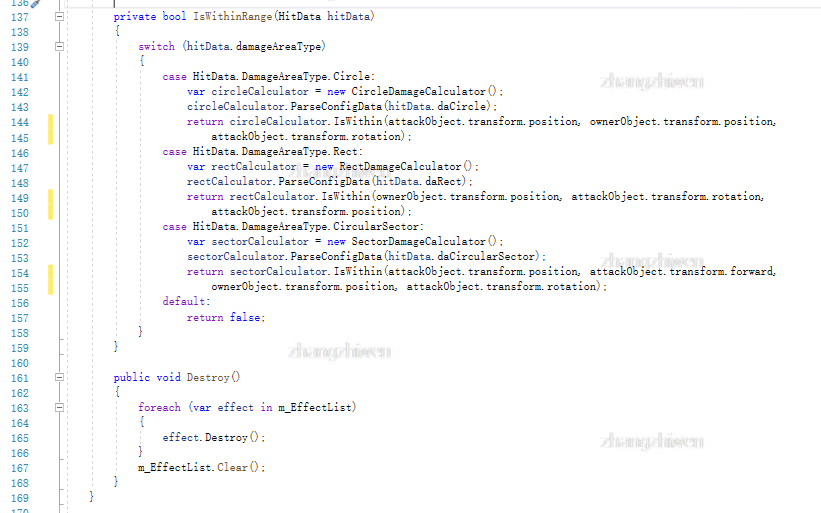 136
137 private bool IsWithinRange(HitData hitData)
138 {
139 switch (hitData.damageAreaType)
140 {
141 case HitData.DamageAreaType.Circle:
142 var circleCalculator = new CircleDamageCalculator();
143 circleCalculator.ParseConfigData(hitData.daCircle);
144 return circleCalculator.IsWithin(attackObject.transform.position, ownerObject.transform.position,
145 attackObject.transform.rotation);
146 case HitData.DamageAreaType.Rect:
147 var rectCalculator = new RectDamageCalculator();
148 rectCalculator.ParseConfigData(hitData.daRect);
149 return rectCalculator.IsWithin(ownerObject.transform.position, attackObject.transform.rotation,
150 attackObject.transform.position);
151 case HitData.DamageAreaType.CircularSector:
152 var sectorCalculator = new SectorDamageCalculator();
153 sectorCalculator.ParseConfigData(hitData.daCircularSector);
154 return sectorCalculator.IsWithin(attackObject.transform.position, attackObject.transform.forward,
155 ownerObject.transform.position, attackObject.transform.rotation);
156 default:
157 return false;
158 }
159 }
160
161 public void Destroy()
162 {
163 foreach (var effect in m_EffectList)
164 {
165 effect.Destroy();
166 }
167 m_EffectList.Clear();
168 }
169 }
170
zhangzhiwen
zhangzhiwen
zhangzhiwen
zhangzhiwen
zhangzhiwen